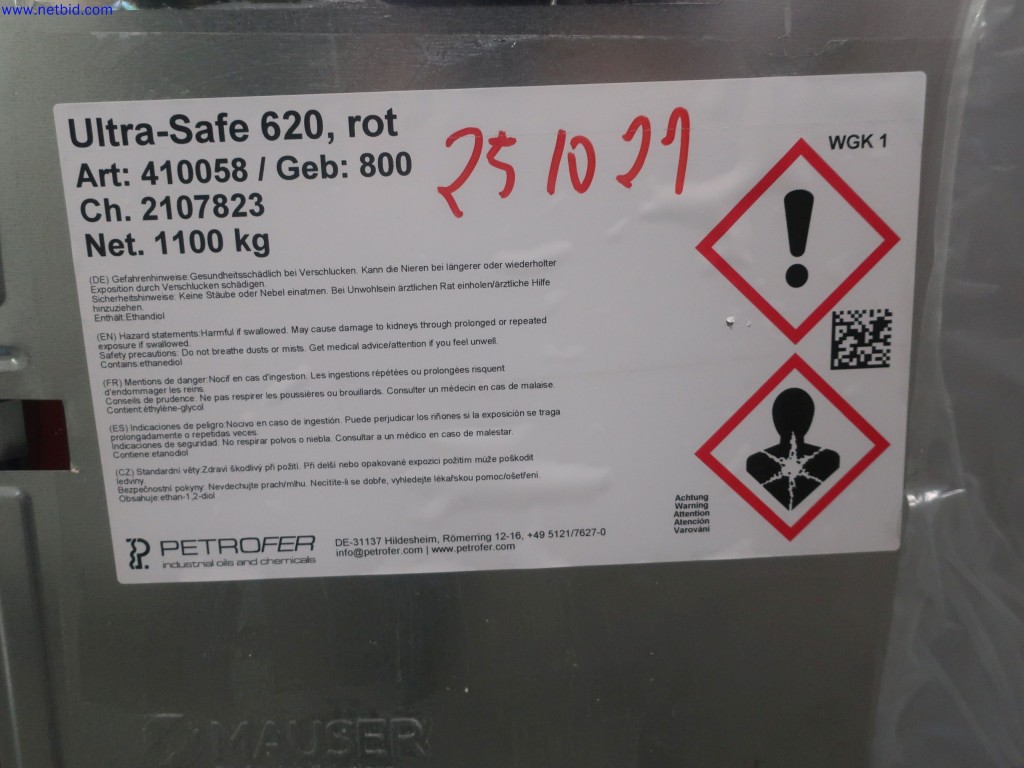 www.netbid.com
Ultra-Safe 620, rot
Art: 410058 / Geb: 800
Ch. 2107823
Net. 1100 kg
25 10 21
WGK 1
(DE) Gefahrenhinweise:Gesundheitsschädlich bei Verschlucken. Kann die Nieren bei längerer oder wiederholter
Exposition durch Verschlucken schädigen.
Sicherheitshinweise: Keine Stäube oder Nebel einatmen. Bei Unwohlsein ärztlichen Rat einholen/ärztliche Hilfe
hinzuziehen.
Enthält:Ethandiol
(EN) Hazard statements:Harmful if swallowed. May cause damage to kidneys through prolonged or repeated
exposure if swallowed.
Safety precautions: Do not breathe dusts or mists. Get medical advice/attention if you feel unwell.
Contains:ethanediol
(FR) Mentions de danger:Nocif en cas d'ingestion. Les ingestions répétées ou prolongées risquent
d'endommager les reins.
Conseils de prudence: Ne pas respirer les poussières ou brouillards. Consulter un médecin en cas de malaise.
Contient:éthylène-glycol
(ES) Indicaciones de peligro:Nocivo en caso de ingestión. Puede perjudicar los riñones si la exposición se traga
prolongadamente o repetidas veces.
Indicaciones de seguridad: No respirar polvos o niebla. Consultar a un médico en caso de malestar.
Contiene:etanodiol
(CZ) Standardní věty:Zdraví škodlivý při požití. Při delší nebo opakované expozici požitím může poškodit
ledviny.
Bezpečnostní pokyny: Nevdechujte prach/mlhu. Necítíte-li se dobře, vyhledejte lékařskou pomoc/ošetření.
Obsahuje:ethan-1,2-diol
Achtung
Warning
Attention
Atención
Varování
PETROFER
industrial oils and chemicals
DE-31137 Hildesheim, Römerring 12-16, +49 5121/7627-0
info@petrofer.com | www.petrofer.com
MAUSER